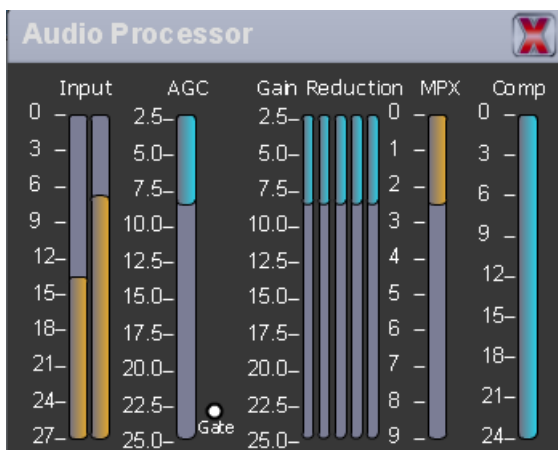 Audio Processor
Input AGC Gain Reduction MPX Comp
0 2.5 2.5 0 0
3 5.0 5.0 1 3
6 7.5 7.5 2 6
9 10.0 10.0 3 9
12 12.5 12.5 4 12
15 15.0 15.0 5 15
18 17.5 17.5 6 18
21 20.0 20.0 7 21
24 22.5 22.5 8 24
Gate
27 25.0 25.0 9